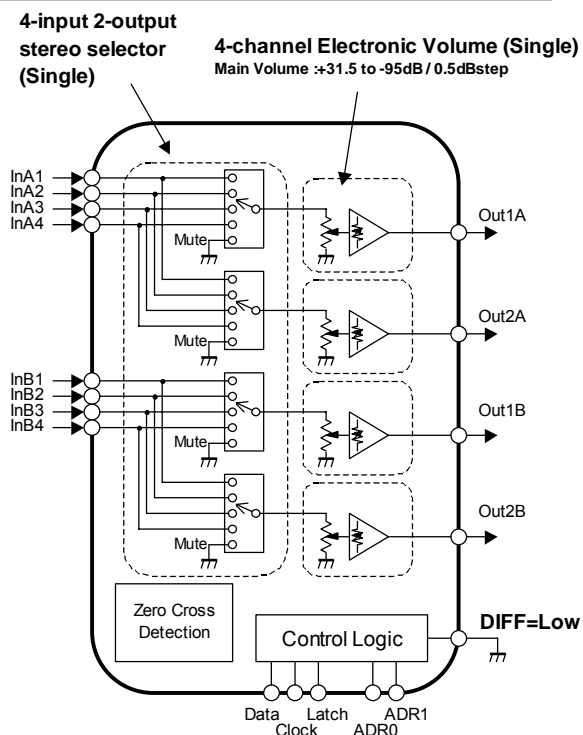 4-input 2-output
stereo selector
(Single)
4-channel Electronic Volume (Single)
Main Volume :+31.5 to -95dB / 0.5dBstep
InA1
InA2
InA3
InA4
Mute
Out1A
Mute
Out2A
InB1
InB2
InB3
InB4
Mute
Out1B
Mute
Out2B
Zero Cross
Detection
Control Logic
DIFF=Low
Data
Clock
Latch
ADR0
ADR1